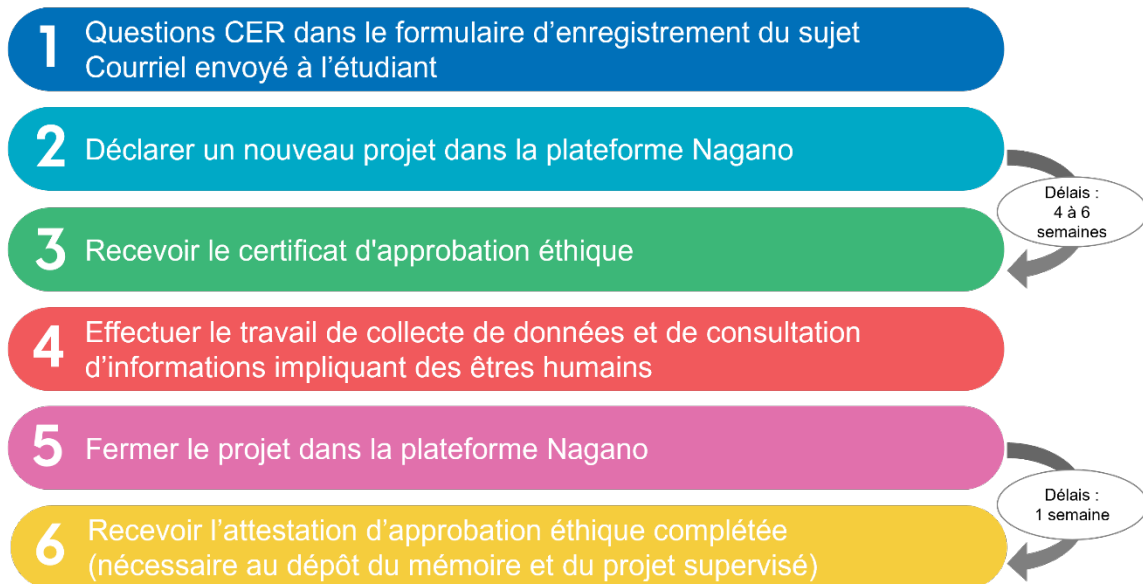 1
Questions CER dans le formulaire d’enregistrement du sujet
Courriel envoyé à l’étudiant
2
Déclarer un nouveau projet dans la plateforme Nagano
Délais :
4 à 6
semaines
3
Recevoir le certificat d'approbation éthique
4
Effectuer le travail de collecte de données et de consultation
d’informations impliquant des êtres humains
5
Fermer le projet dans la plateforme Nagano
Délais :
1 semaine
6
Recevoir l’attestation d’approbation éthique complétée
(nécessaire au dépôt du mémoire et du projet supervisé)